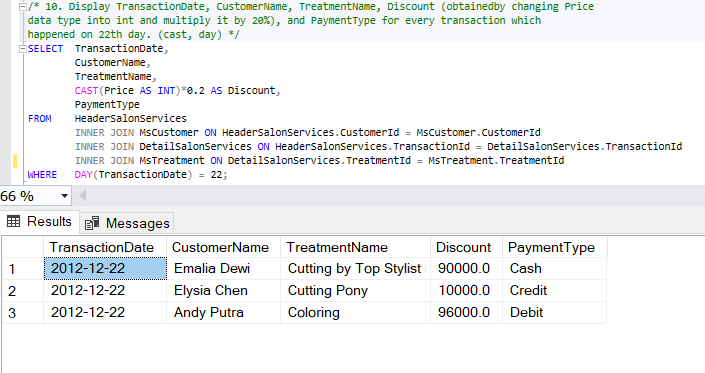 /* 10. Display TransactionDate, CustomerName, TreatmentName, Discount (obtainedby changing Price
data type into int and multiply it by 20%), and PaymentType for every transaction which
happened on 22th day. (cast, day) */
SELECT TransactionDate,
CustomerName,
TreatmentName,
CAST(Price AS INT)*0.2 AS Discount,
PaymentType
FROM HeaderSalonServices
INNER JOIN MsCustomer ON HeaderSalonServices.CustomerId = MsCustomer.CustomerId
INNER JOIN DetailSalonServices ON HeaderSalonServices.TransactionId = DetailSalonServices.TransactionId
INNER JOIN MsTreatment ON DetailSalonServices.TreatmentId = MsTreatment.TreatmentId
WHERE DAY(TransactionDate) = 22;
66 %
Results Messages
TransactionDate CustomerName TreatmentName Discount PaymentType
1 2012-12-22 Emalia Dewi Cutting by Top Stylist 90000.0 Cash
2 2012-12-22 Elysia Chen Cutting Pony 10000.0 Credit
3 2012-12-22 Andy Putra Coloring 96000.0 Debit